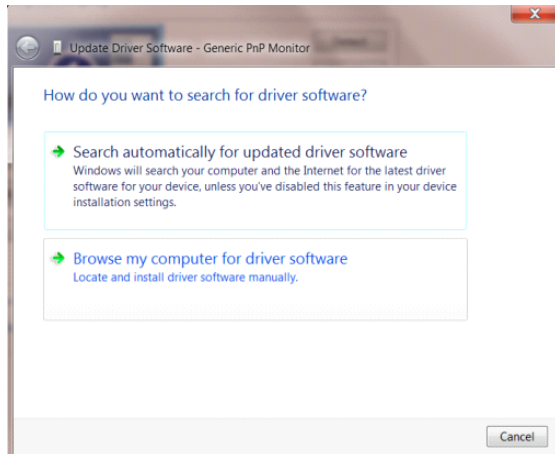 Update Driver Software - Generic PnP Monitor
How do you want to search for driver software?
Search automatically for updated driver software
Windows will search your computer and the Internet for the latest driver
software for your device, unless you've disabled this feature in your device
installation settings.
Browse my computer for driver software
Locate and install driver software manually.
Cancel